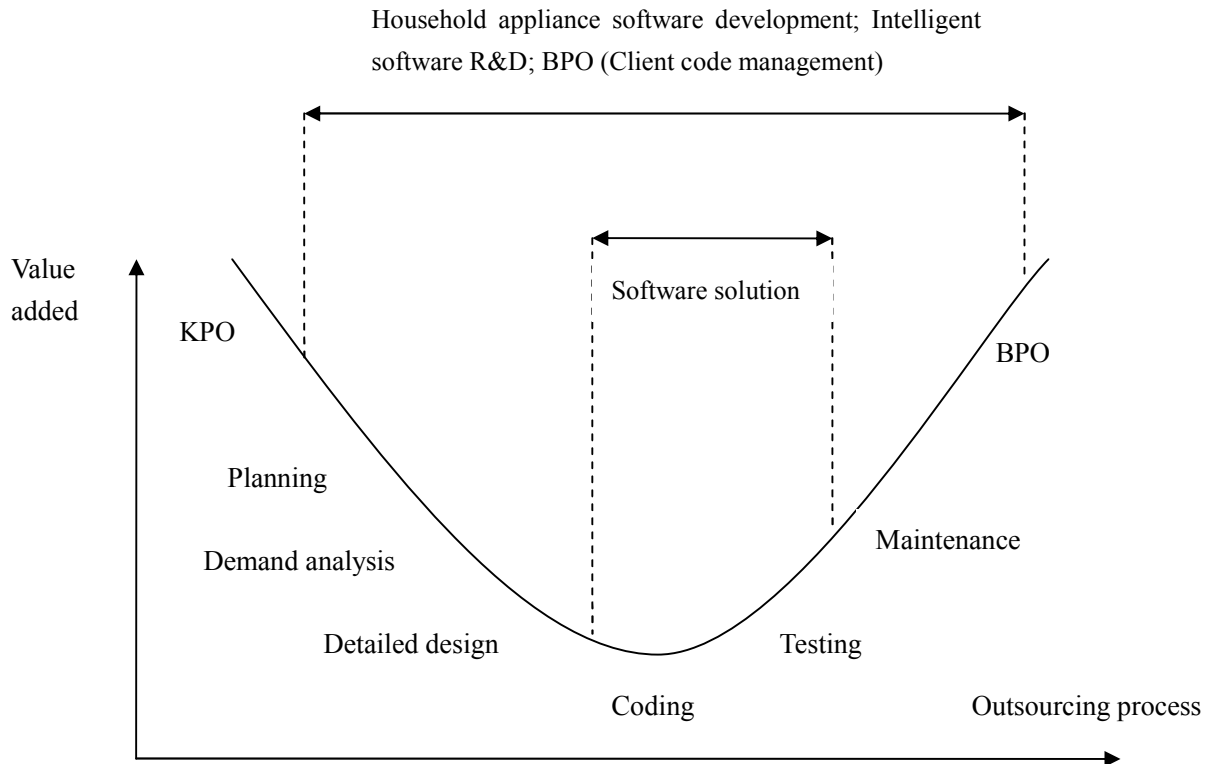 Household appliance software development; Intelligent
software R&D; BPO (Client code management)
Value
added
Software solution
KPO
BPO
Planning
Maintenance
Demand analysis
Detailed design
Testing
Coding
Outsourcing process